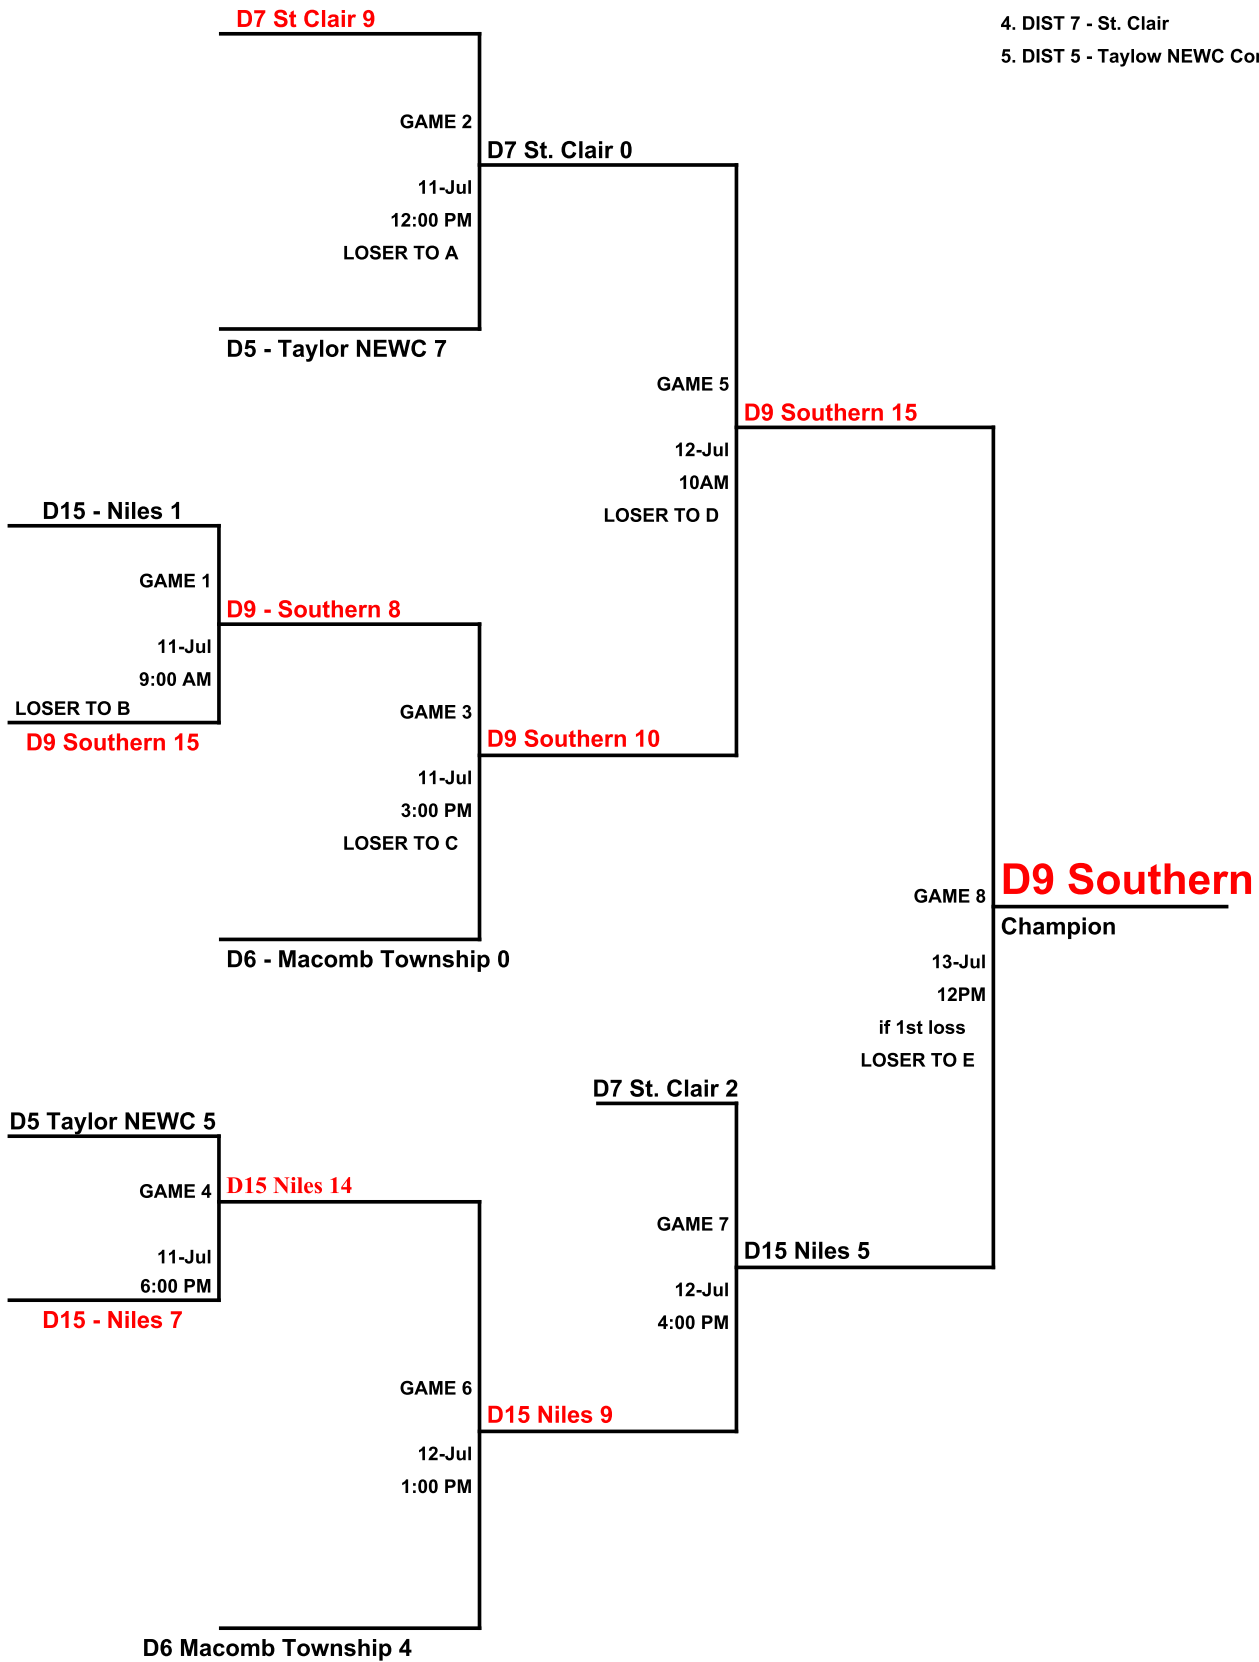 D7 St Clair 9
4. DIST 7 - St. Clair
5. DIST 5 - Taylow NEWC Cor
GAME 2
D7 St. Clair 0
11-Jul
12:00 PM
LOSER TO A
D5 - Taylor NEWC 7
GAME 5
D9 Southern 15
12-Jul
10AM
LOSER TO D
D15 - Niles 1
GAME 1
D9 - Southern 8
11-Jul
9:00 AM
LOSER TO B
D9 Southern 15
GAME 3
D9 Southern 10
11-Jul
3:00 PM
LOSER TO C
D9 Southern
GAME 8
Champion
D6 - Macomb Township 0
13-Jul
12PM
if 1st loss
LOSER TO E
D7 St. Clair 2
D5 Taylor NEWC 5
GAME 4
D15 Niles 14
GAME 7
D15 Niles 5
11-Jul
6:00 PM
12-Jul
4:00 PM
D15 - Niles 7
GAME 6
D15 Niles 9
12-Jul
1:00 PM
D6 Macomb Township 4